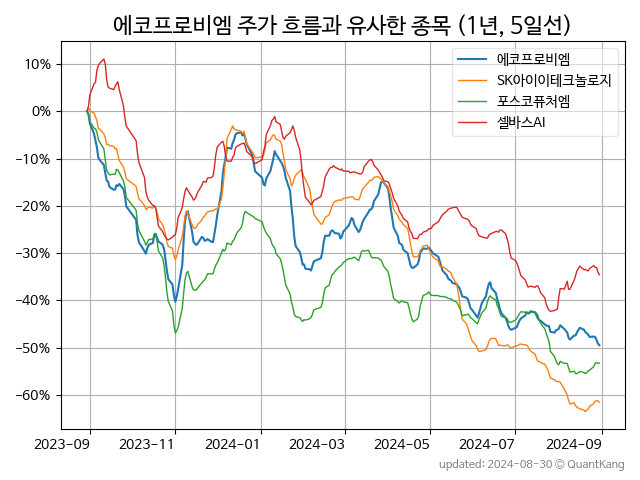 에코프로비엠 주가 흐름과 유사한 종목 (1년, 5일선)
에코프로비엠
SK아이이테크놀로지
포스코퓨처엠
셀바스AI
10%
0%
−10%
−20%
−30%
−40%
−50%
−60%
2023-09 2023-11 2024-01 2024-03 2024-05 2024-07 2024-09
updated: 2024-08-30 © QuantKang